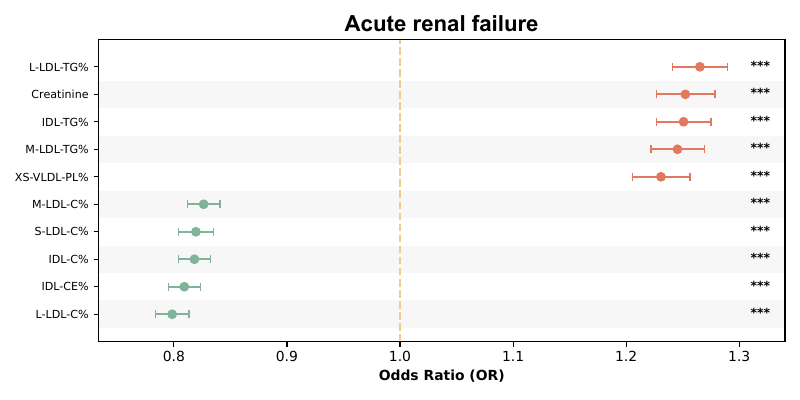 Acute renal failure
L-LDL-TG% ***
Creatinine ***
IDL-TG% ***
M-LDL-TG% ***
XS-VLDL-PL% ***
M-LDL-C% ***
S-LDL-C% ***
IDL-C% ***
IDL-CE% ***
L-LDL-C% ***
0.8 0.9 1.0 1.1 1.2 1.3
Odds Ratio (OR)